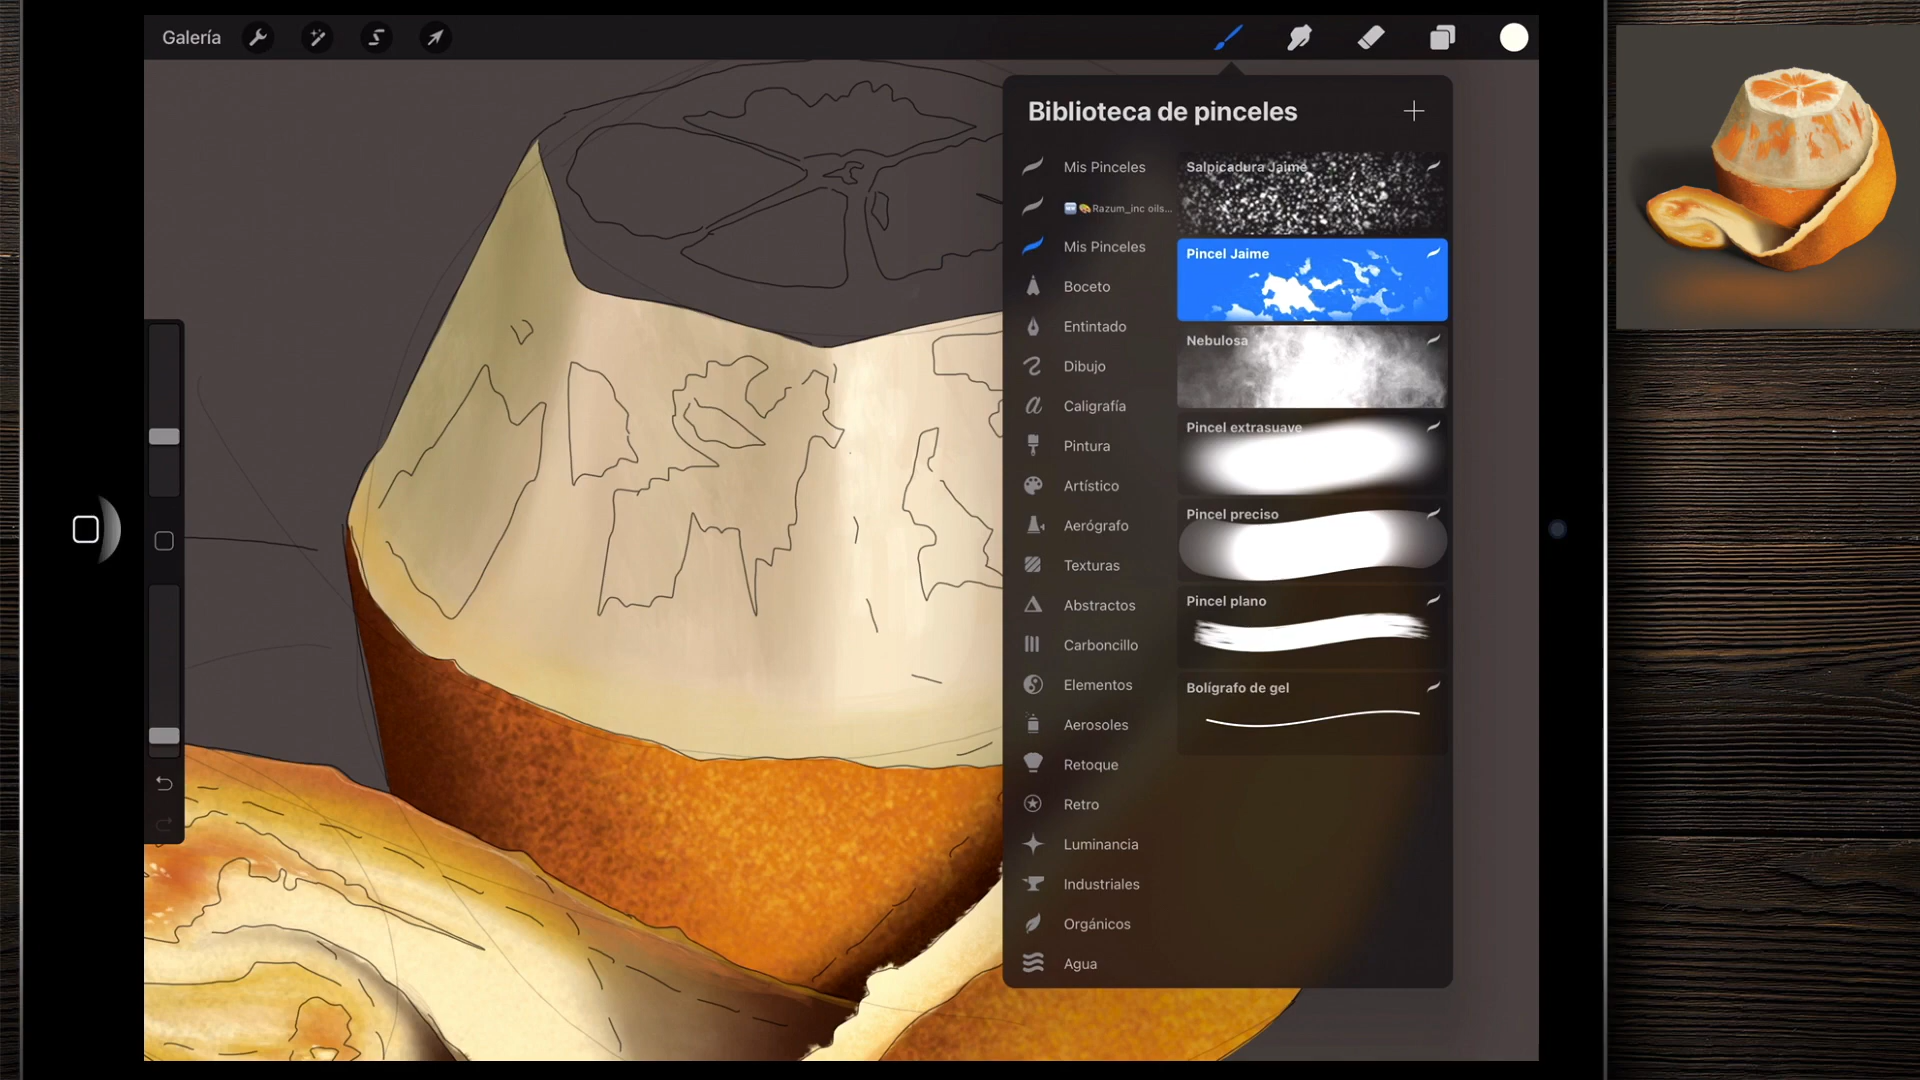 Galería
Biblioteca de pinceles
Mis Pinceles
Razum_inc oils...
Mis Pinceles
Boceto
Entintado
Dibujo
Caligrafía
Pintura
Artístico
Aerógrafo
Texturas
Abstractos
Carboncillo
Elementos
Aerosoles
Retoque
Retro
Luminancia
Industriales
Orgánicos
Agua
Salpicadura Jaime
Pincel Jaime
Nebulosa
Pincel extrasuave
Pincel preciso
Pincel plano
Bolígrafo de gel